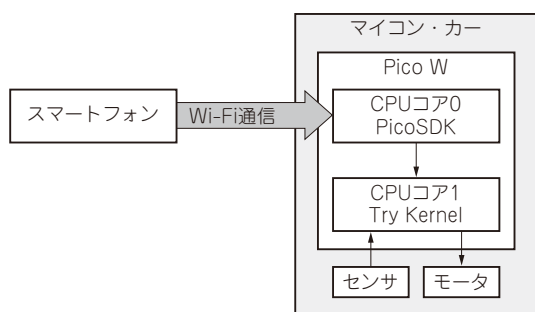 マイコン・カー
Pico W
スマートフォン
Wi-Fi通信
CPUコア0
PicoSDK
CPUコア1
Try Kernel
センサ
モータ